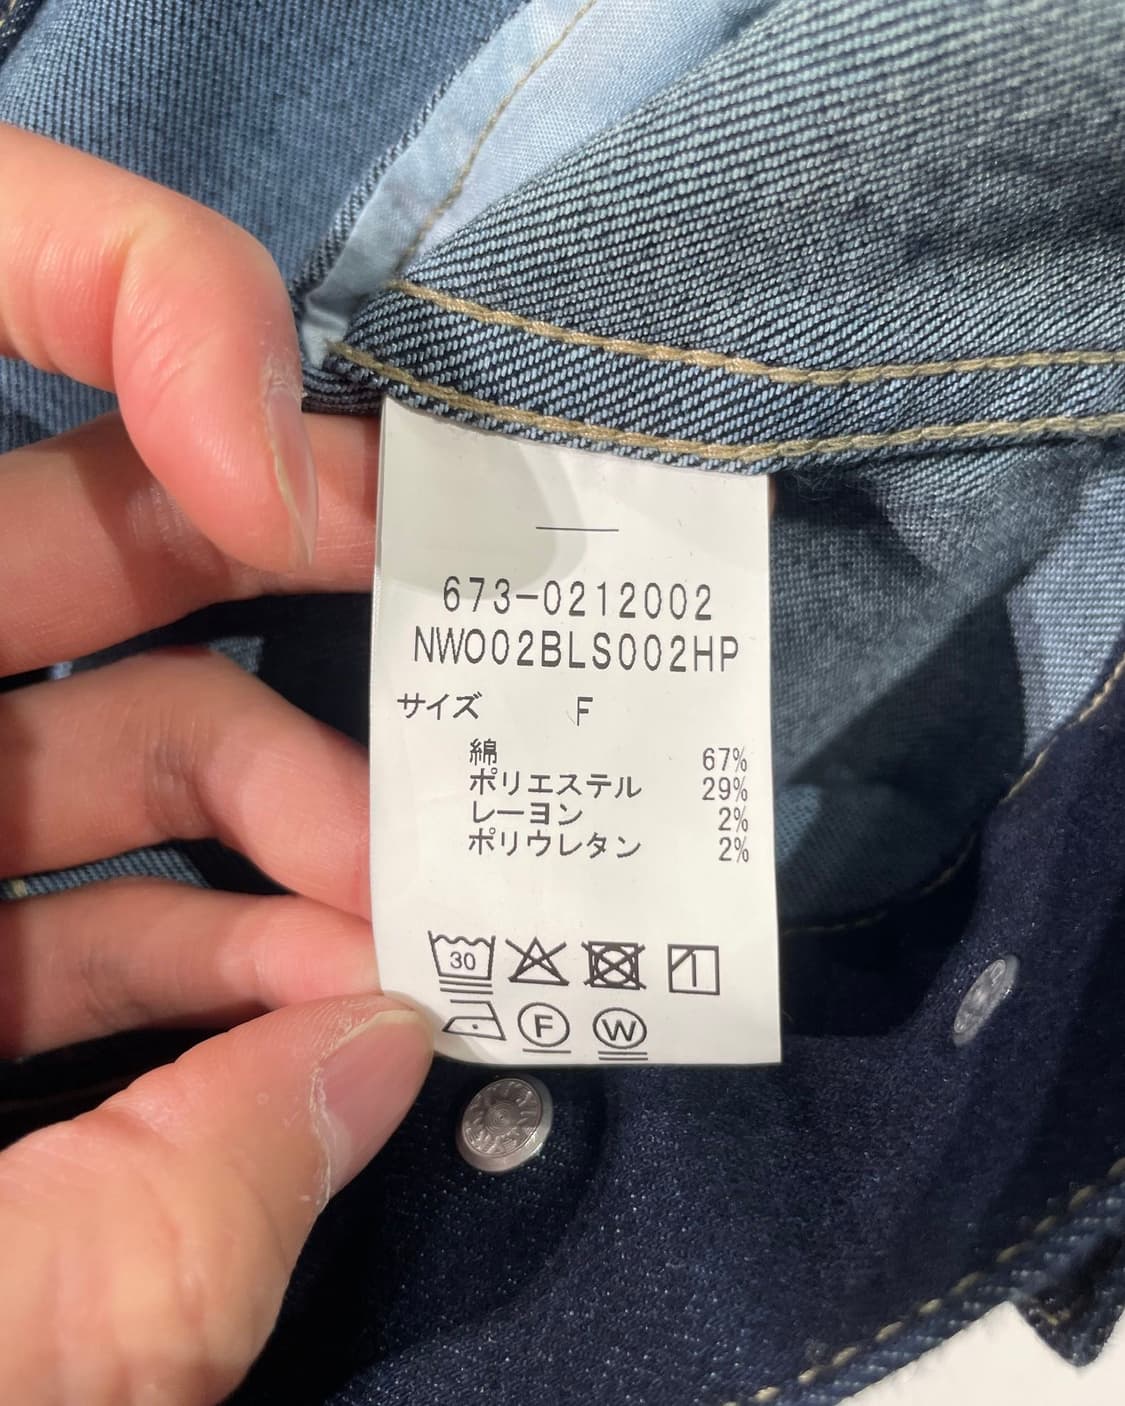 673-0212002
NW002BLS002HP
サイズ F
綿 67%
ポリエステル 29%
レーヨン 2%
ポリウレタン 2%
30
F W